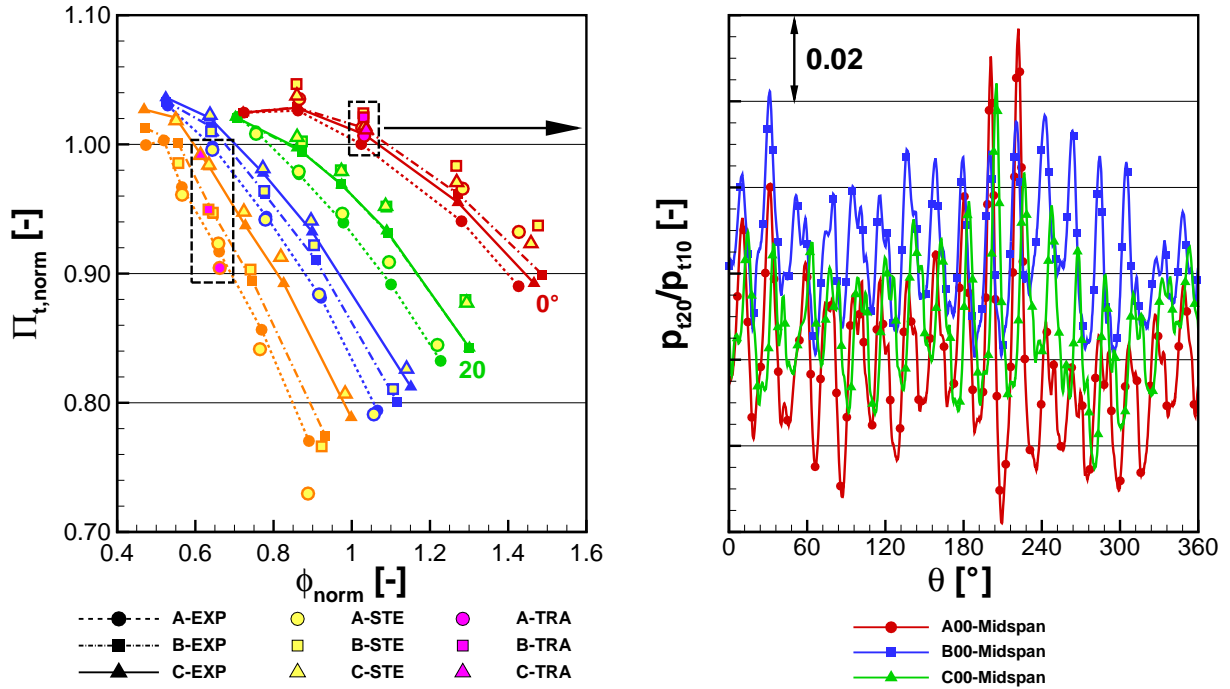 1.10
1.00
0.90
0.80
0.70
Π t,norm [-]
0°
20
0.4 0.6 0.8 1 1.2 1.4 1.6
ϕ norm [-]
A-EXP A-STE A-TRA
B-EXP B-STE B-TRA
C-EXP C-STE C-TRA
0.02
p t20/p t10 [-]
0 60 120 180 240 300 360
θ [°]
A00-Midspan
B00-Midspan
C00-Midspan